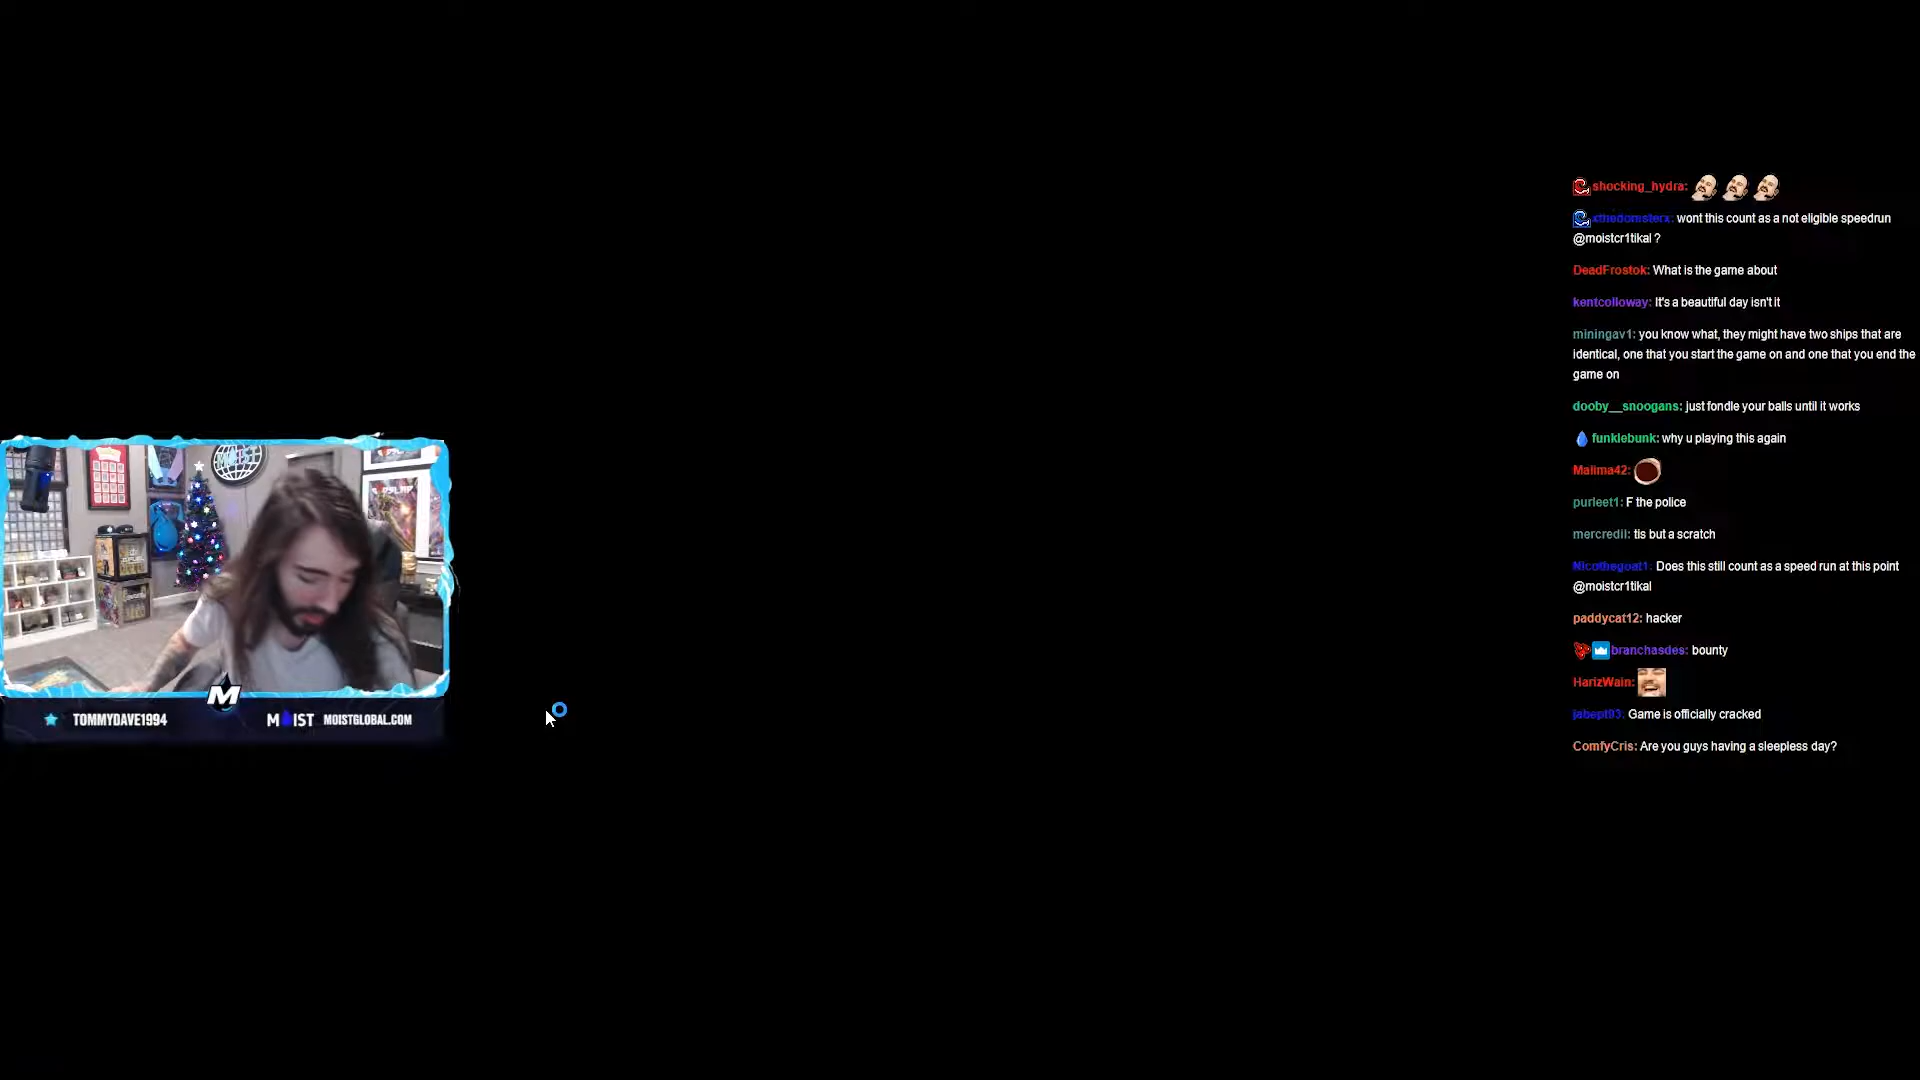 shocking_hydra:
xthedomsterx: wont this count as a not eligible speedrun
@moistcr1tikal ?
DeadFrostok: What is the game about
kentcolloway: It's a beautiful day isn't it
miningav1: you know what, they might have two ships that are
identical, one that you start the game on and one that you end the
game on
dooby__snoogans: just fondle your balls until it works
funklebunk: why u playing this again
Malima42:
purleet1: F the police
mercredil: tis but a scratch
Nicothegoat1: Does this still count as a speed run at this point
@moistcr1tikal
paddycat12: hacker
branchasdes: bounty
HarizWain:
jabept93: Game is officially cracked
ComfyCris: Are you guys having a sleepless day?
MOIST
M
TOMMYDAVE1994
M IST MOISTGLOBAL.COM